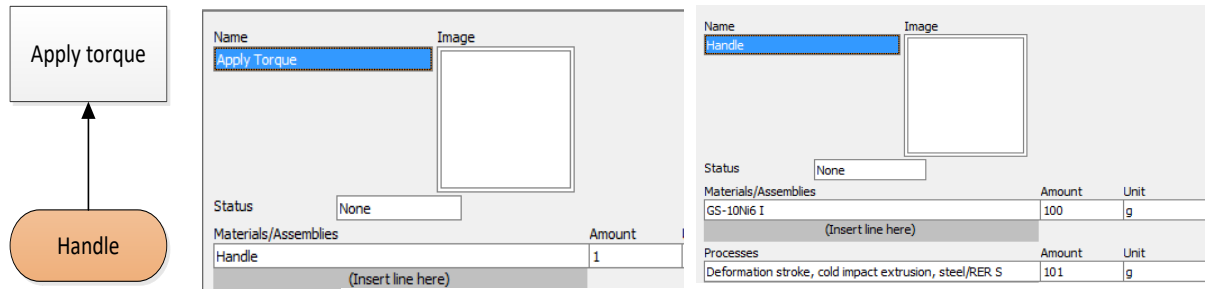 Apply torque
Handle
Name Image
Apply Torque
Status None
Materials/Assemblies Amount
Handle 1
(Insert line here)
Name Image
Handle
Status None
Materials/Assemblies Amount Unit
GS-10Ni6 I 100 g
(Insert line here)
Processes Amount Unit
Deformation stroke, cold impact extrusion, steel/RER S 101 g